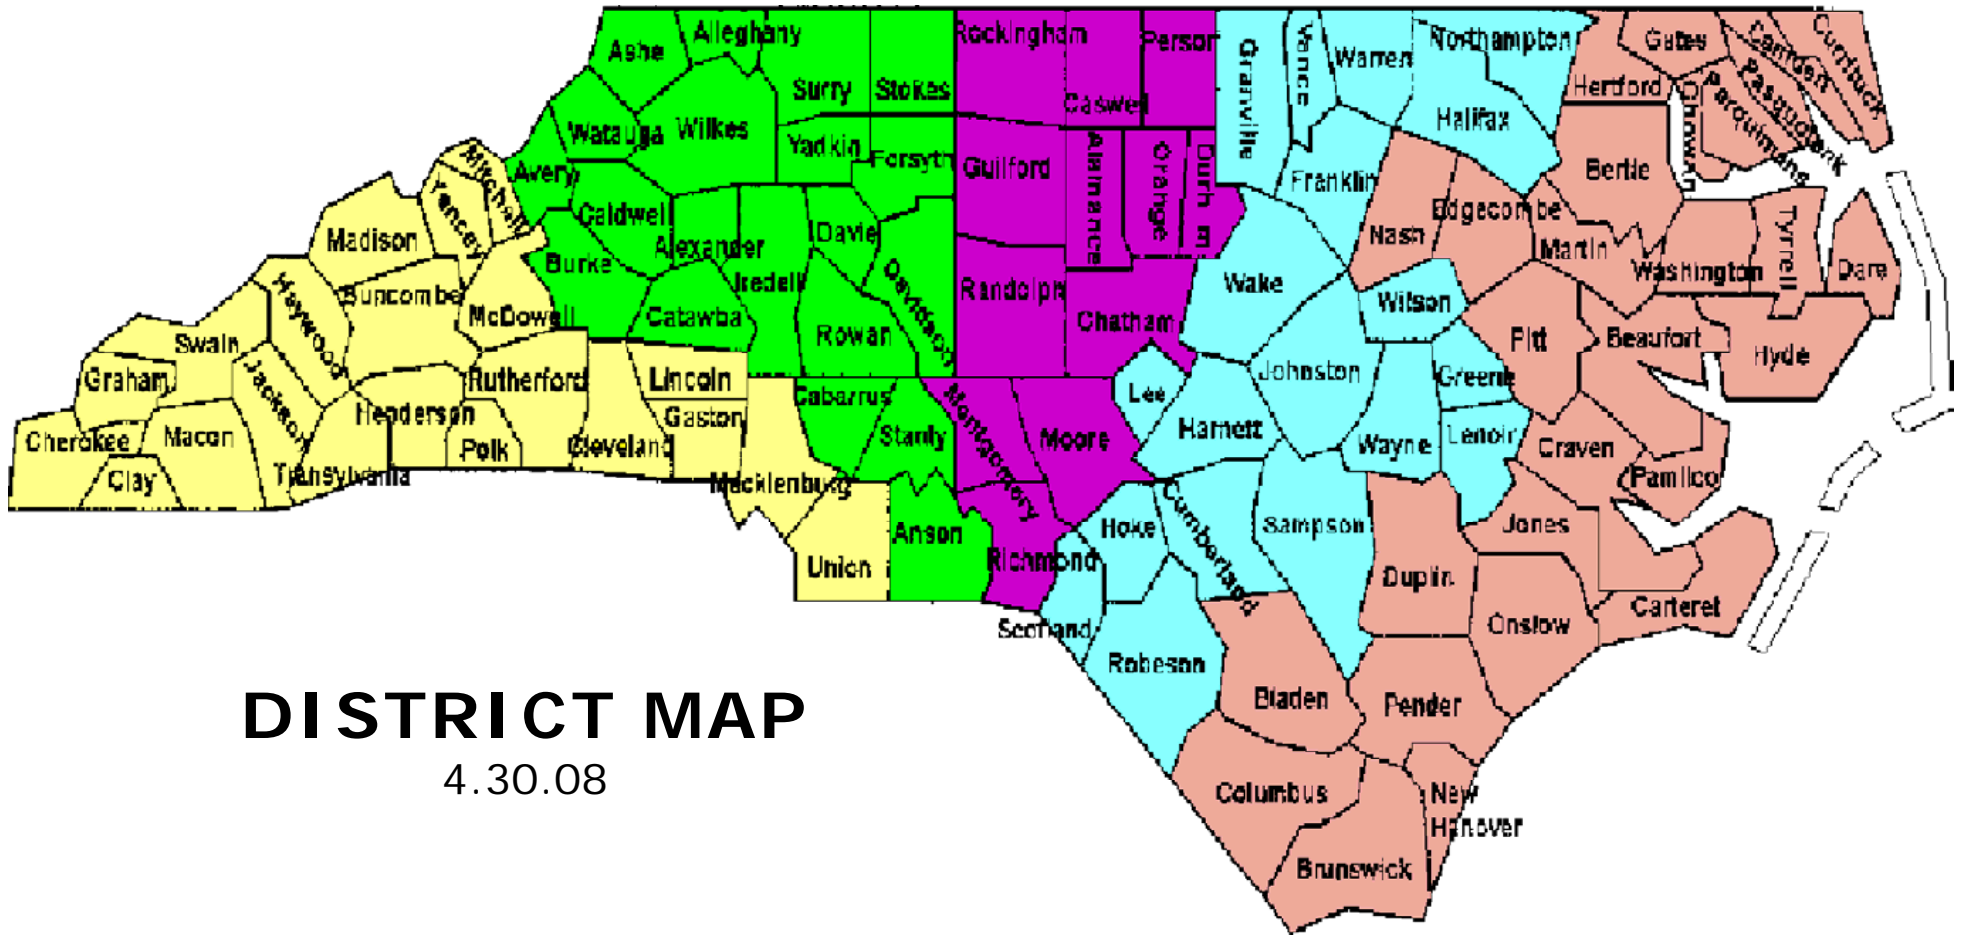 Ashe
Alleghany
Surry
Stokes
Rockingham
Caswel
Person
Granville
Vance
Warren
Northampton
Halifax
Hertford
Gates
Camden
Currituck
Pasquotank
Perquimans
Chowan
Bertie
Watauga
Wilkes
Yadkin
Forsyth
Guilford
Alamance
Orange
Durh m
Franklin
Nash
Edgecombe
Martin
Washington
Tyrrell
Dare
Mitchell
Avery
Yancey
Madison
Caldwel
Alexander
Iredell
Davie
Davidson
Randolph
Chatham
Wake
Wilson
Pitt
Beaufort
Hyde
Burke
McDowell
Buncombe
Haywood
Swain
Graham
Jackson
Catawba
Rowan
Rutherford
Lincoln
Gaston
Cabarrus
Stanly
Montgomery
Moore
Lee
Harnett
Johnston
Greene
Lenoir
Wayne
Craven
Pamlico
Cherokee
Clay
Macon
Transylvania
Henderson
Polk
Cleveland
Mecklenburg
Union
Anson
Richmond
Hoke
Cumberland
Sampson
Duplin
Jones
Onslow
Carteret
Scotland
Robeson
Bladen
Pender
Columbus
New
Hanover
Brunswick
DISTRICT MAP
4.30.08